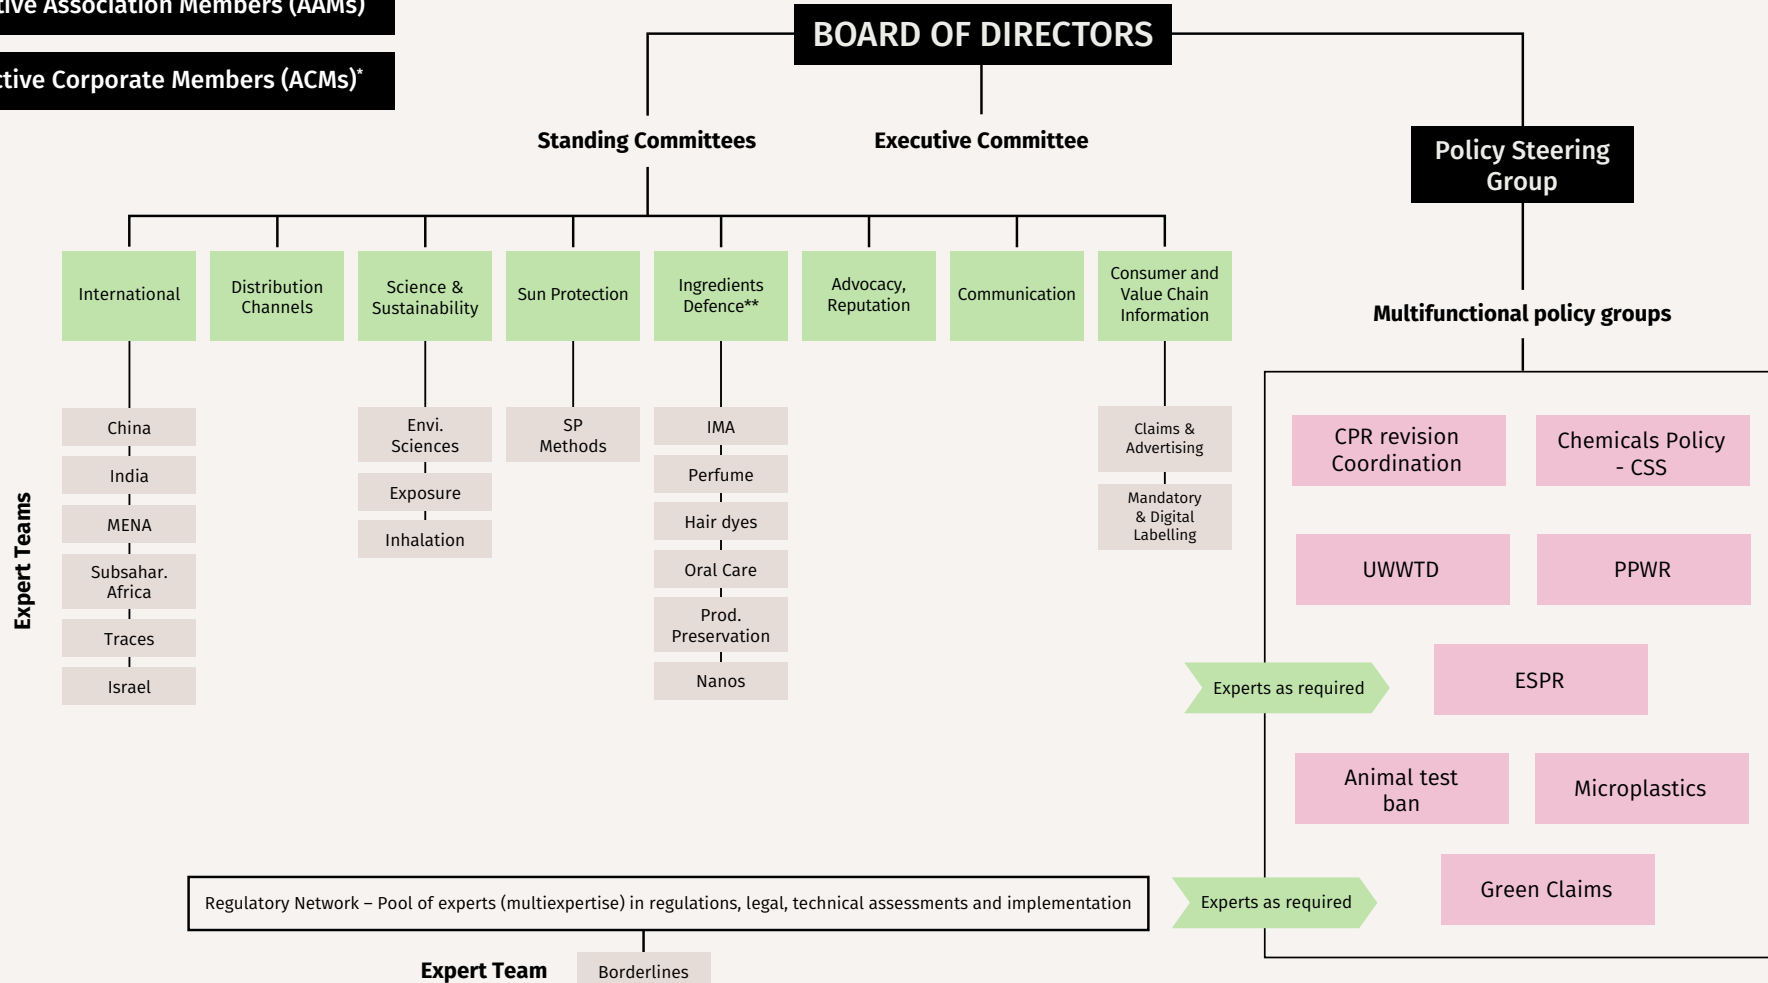 tive Association Members (AAMs)
ctive Corporate Members (ACMs)*
BOARD OF DIRECTORS
Standing Committees
Executive Committee
Policy Steering
Group
International
Distribution
Channels
Science &
Sustainability
Sun Protection
Ingredients
Defence**
Advocacy,
Reputation
Communication
Consumer and
Value Chain
Information
Multifunctional policy groups
Expert Teams
China
India
MENA
Subsahar.
Africa
Traces
Israel
Envi.
Sciences
Exposure
Inhalation
SP
Methods
IMA
Perfume
Hair dyes
Oral Care
Prod.
Preservation
Nanos
Claims &
Advertising
Mandatory
& Digital
Labelling
CPR revision
Coordination
Chemicals Policy
- CSS
UWWTD
PPWR
Experts as required
ESPR
Animal test
ban
Microplastics
Green Claims
Regulatory Network – Pool of experts (multiexpertise) in regulations, legal, technical assessments and implementation
Experts as required
Expert Team
Borderlines